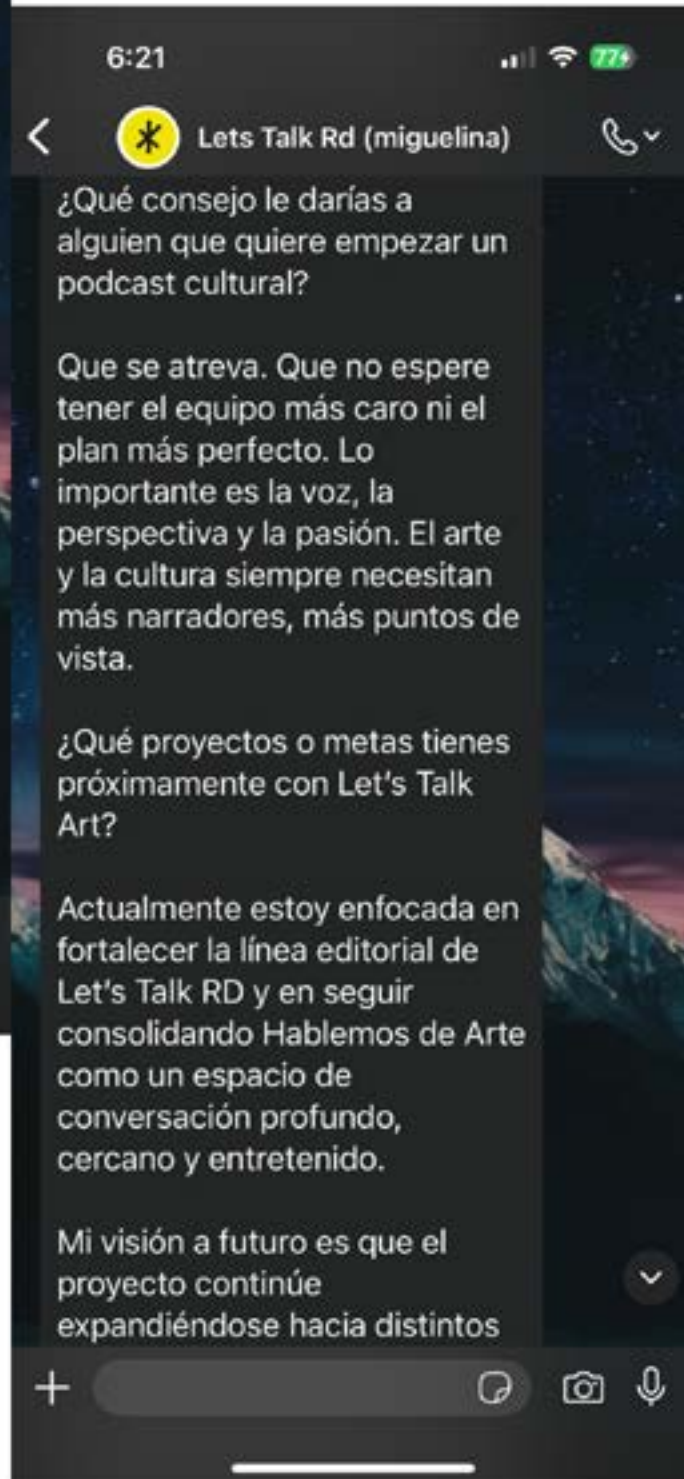 6:21
77
Lets Talk Rd (miguelina)
¿Qué consejo le darías a
alguien que quiere empezar un
podcast cultural?
Que se atreva. Que no espere
tener el equipo más caro ni el
plan más perfecto. Lo
importante es la voz, la
perspectiva y la pasión. El arte
y la cultura siempre necesitan
más narradores, más puntos de
vista.
¿Qué proyectos o metas tienes
próximamente con Let's Talk
Art?
Actualmente estoy enfocada en
fortalecer la línea editorial de
Let's Talk RD y en seguir
consolidando Hablemos de Arte
como un espacio de
conversación profundo,
cercano y entretenido.
Mi visión a futuro es que el
proyecto continúe
expandiéndose hacia distintos